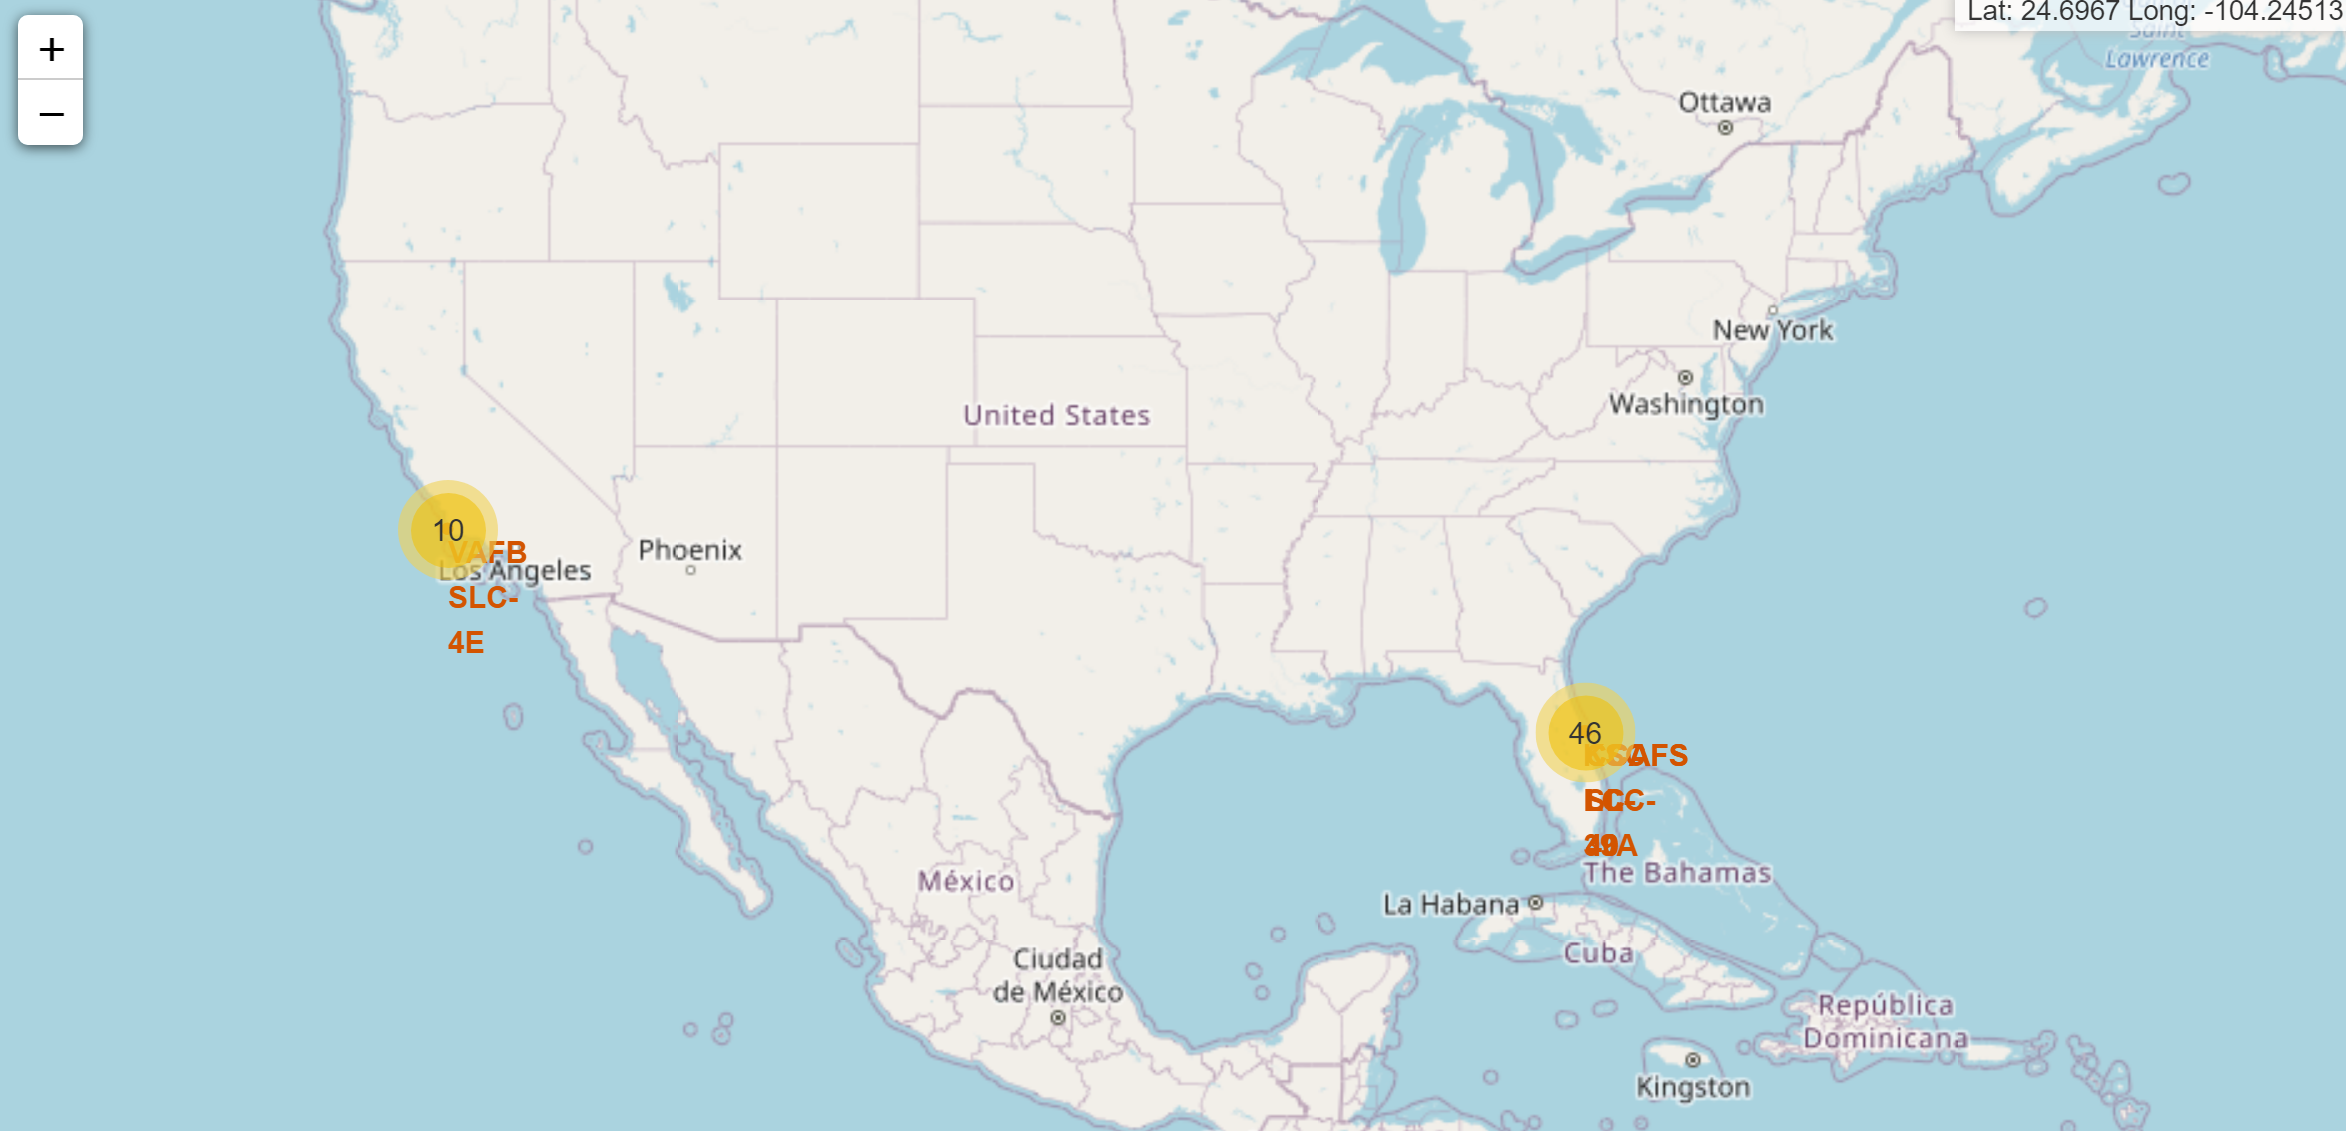 +
−
Lat: 24.6967 Long: -104.24513
Saint
Lawrence
Ottawa
New York
Washington
United States
10
VAFB
Los Angeles
SLC-
4E
Phoenix
46
The Bahamas
La Habana
Cuba
México
Ciudad
de México
República
Dominicana
Kingston